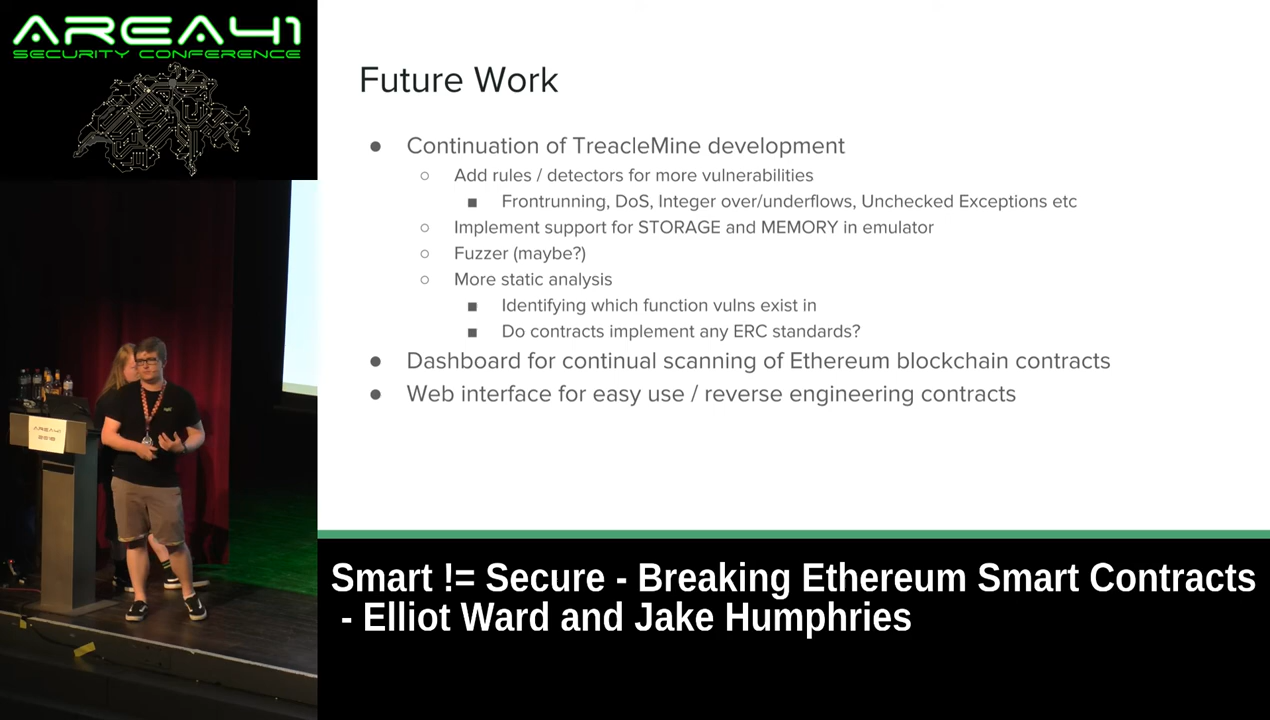 AREA41
SECURITY CONFERENCE
Future Work
● Continuation of TreacleMine development
○ Add rules / detectors for more vulnerabilities
■ Frontrunning, DoS, Integer over/underflows, Unchecked Exceptions etc
○ Implement support for STORAGE and MEMORY in emulator
○ Fuzzer (maybe?)
○ More static analysis
■ Identifying which function vulns exist in
■ Do contracts implement any ERC standards?
● Dashboard for continual scanning of Ethereum blockchain contracts
● Web interface for easy use / reverse engineering contracts
AREA41
2018
Smart != Secure - Breaking Ethereum Smart Contracts
- Elliot Ward and Jake Humphries